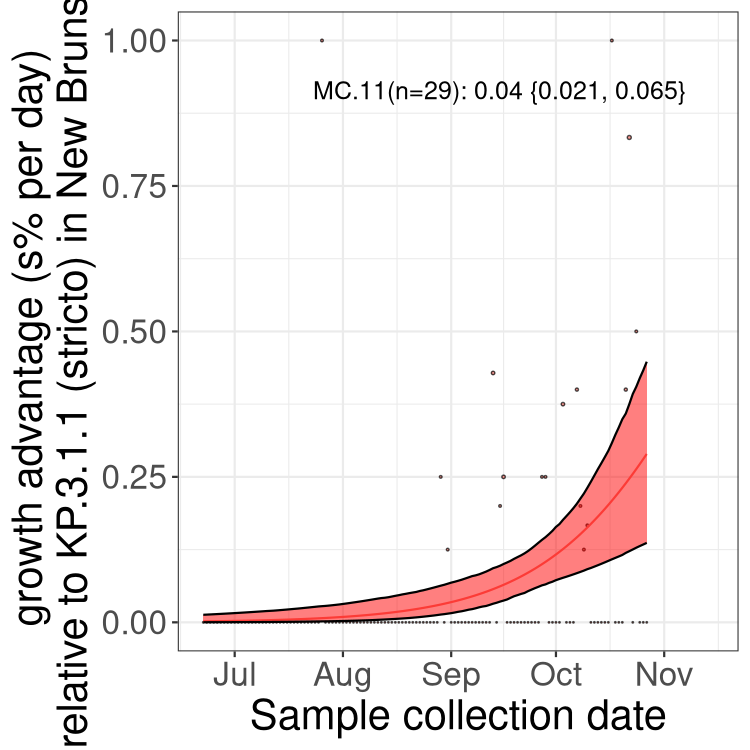 growth advantage (s% per day)
relative to KP.3.1.1 (stricto) in New Bruns
1.00
0.75
0.50
0.25
0.00
MC.11(n=29): 0.04 {0.021, 0.065}
Jul Aug Sep Oct Nov
Sample collection date